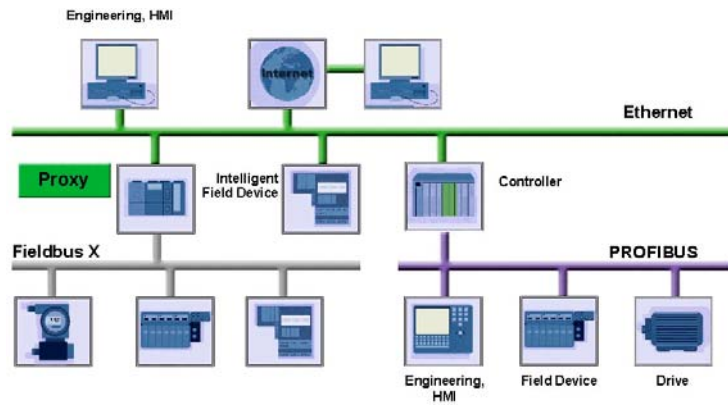 Engineering, HMI
Internet
Ethernet
Proxy
Intelligent
Field Device
Controller
Fieldbus X
PROFIBUS
Engineering,
HMI
Field Device
Drive